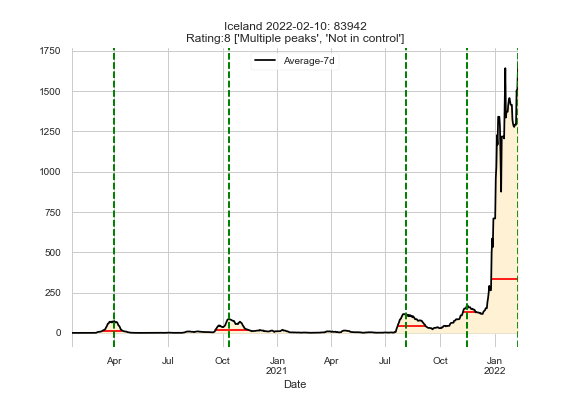 Iceland 2022-02-10: 83942
Rating:8 ['Multiple peaks', 'Not in control']
Average-7d
1750
1500
1250
1000
750
500
250
0
Apr Jul Oct Jan Apr Jul Oct Jan
2021 2022
Date